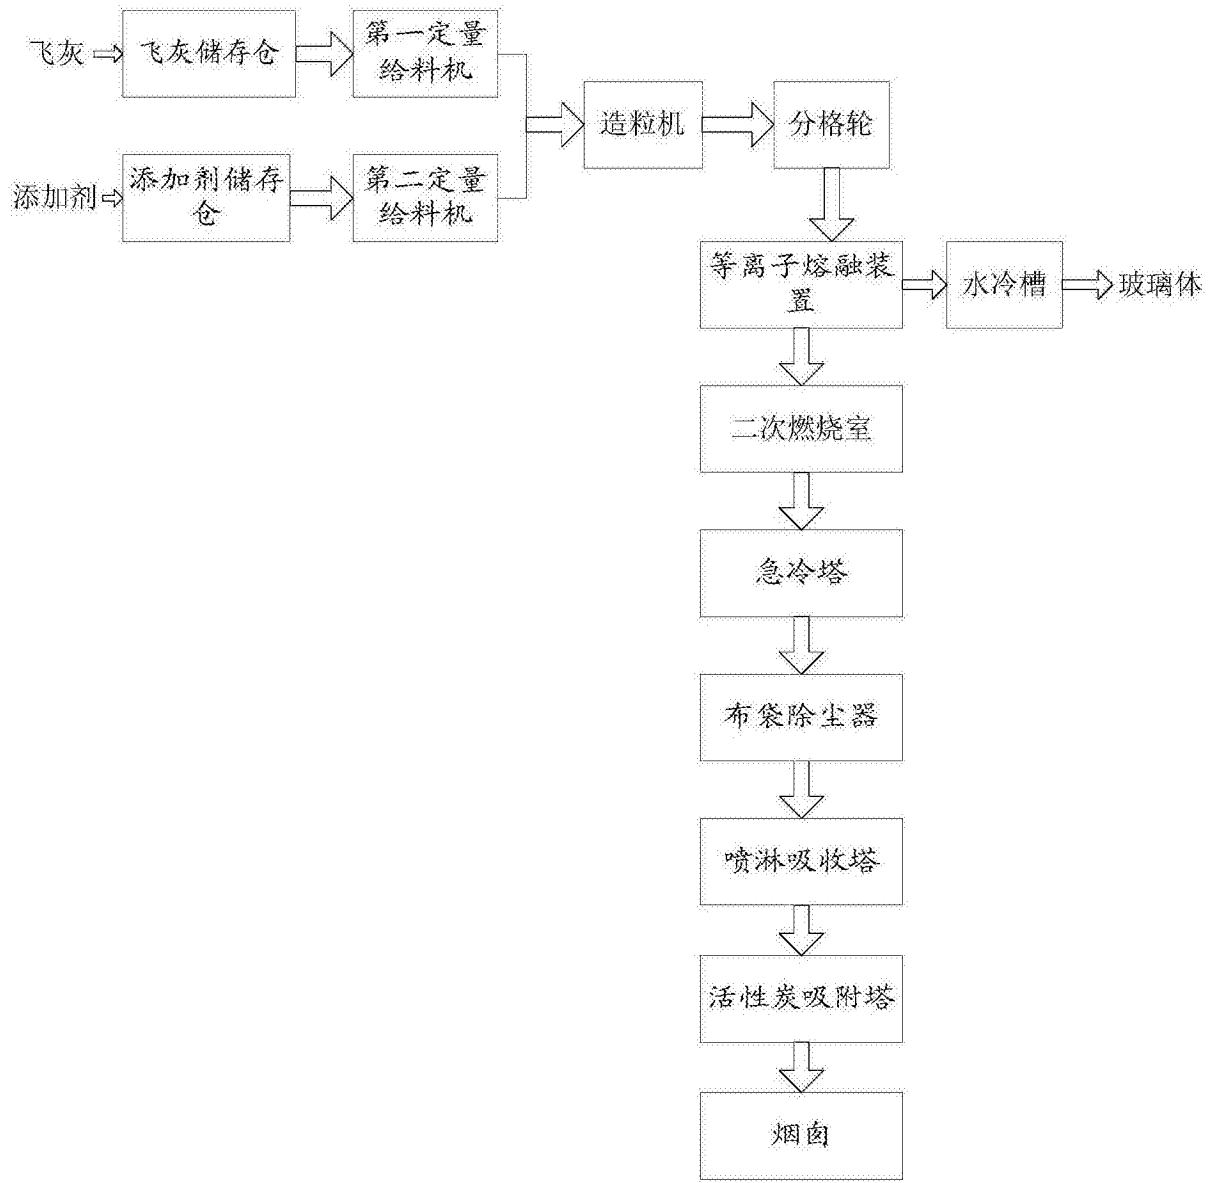 飞灰
飞灰储存仓
第一定量
给料机
添加剂
添加剂储存
仓
第二定量
给料机
造粒机
分格轮
等离子熔融装
置
水冷槽
玻璃体
二次燃烧室
急冷塔
布袋除尘器
喷淋吸收塔
活性炭吸附塔
烟囱